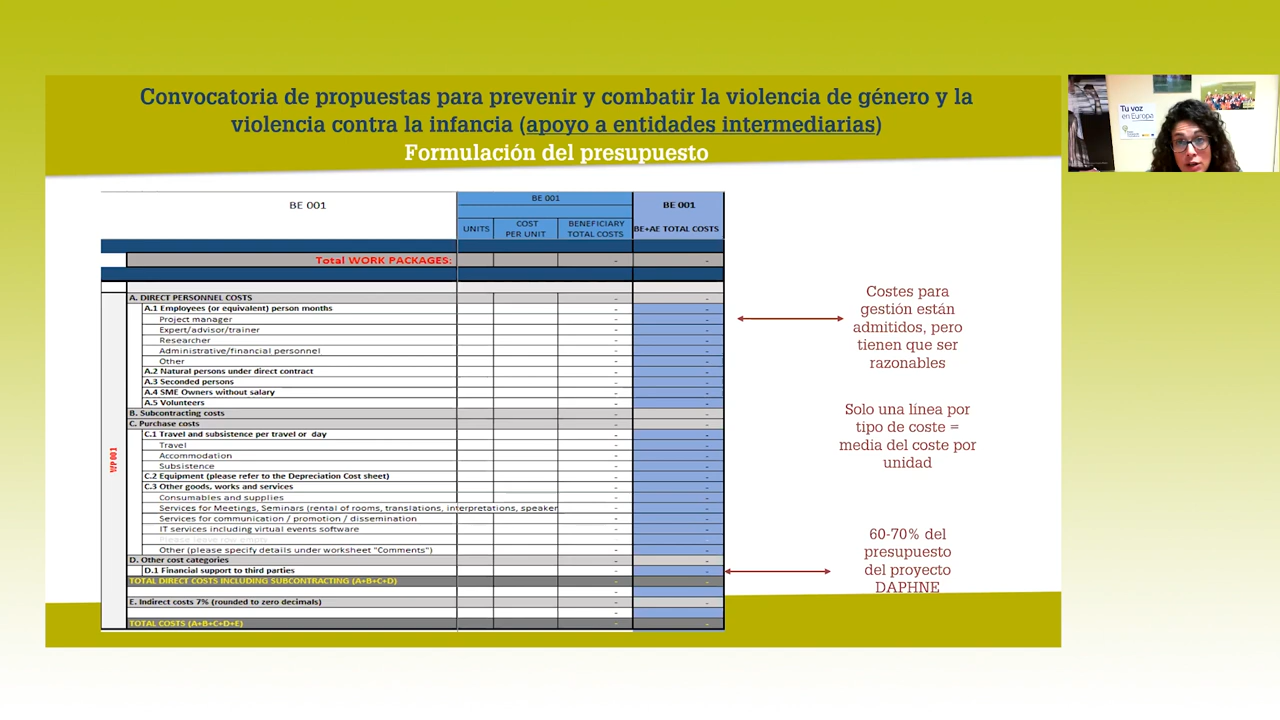 Convocatoria de propuestas para prevenir y combatir la violencia de género y la
violencia contra la infancia (apoyo a entidades intermediarias)
Formulación del presupuesto
Tu voz
en Europa
BE 001
BE 001
BE 001
UNITS
COST
PER UNIT
BENEFICIARY
TOTAL COSTS
BE+AE TOTAL COSTS
Total WORK PACKAGES:
- -
WP 001
A. DIRECT PERSONNEL COSTS - -
A.1 Employees (or equivalent) person months - -
Project manager - -
Expert/advisor/trainer - -
Researcher - -
Administrative/financial personnel - -
Other - -
A.2 Natural persons under direct contract - -
A.3 Seconded persons - -
A.4 SME Owners without salary - -
A.5 Volunteers - -
B. Subcontracting costs - -
C. Purchase costs - -
C.1 Travel and subsistence per travel or day - -
Travel - -
Accommodation - -
Subsistence - -
C.2 Equipment (please refer to the Depreciation Cost sheet) - -
C.3 Other goods, works and services - -
Consumables and supplies - -
Services for Meetings, Seminars (rental of rooms, translations, interpretations, speaker - -
Services for communication / promotion / dissemination - -
IT services including virtual events software - -
Please leave row empty
Other (please specify details under worksheet "Comments") - -
D. Other cost categories - -
D.1 Financial support to third parties - -
TOTAL DIRECT COSTS INCLUDING SUBCONTRACTING (A+B+C+D) - -
E. Indirect costs 7% (rounded to zero decimals) - -
TOTAL COSTS (A+B+C+D+E) - -
Costes para
gestión están
admitidos, pero
tienen que ser
razonables
Solo una línea por
tipo de coste =
media del coste por
unidad
60-70% del
presupuesto
del proyecto
DAPHNE